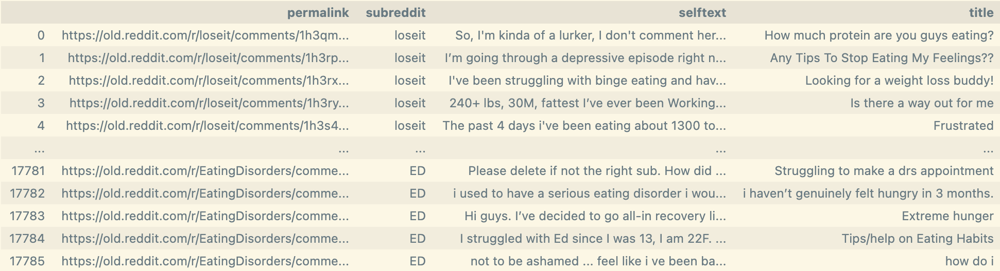 permalink subreddit selftext title
0 https://old.reddit.com/r/loseit/comments/1h3qm... loseit So, I'm kinda of a lurker, I don't comment her... How much protein are you guys eating?
1 https://old.reddit.com/r/loseit/comments/1h3rp... loseit I’m going through a depressive episode right n... Any Tips To Stop Eating My Feelings??
2 https://old.reddit.com/r/loseit/comments/1h3rx... loseit I've been struggling with binge eating and hav... Looking for a weight loss buddy!
3 https://old.reddit.com/r/loseit/comments/1h3ry... loseit 240+ lbs, 30M, fattest I’ve ever been Working... Is there a way out for me
4 https://old.reddit.com/r/loseit/comments/1h3s4... loseit The past 4 days i've been eating about 1300 to... Frustrated
... ... ... ... ...
17781 https://old.reddit.com/r/EatingDisorders/comme... ED Please delete if not the right sub. How did ... Struggling to make a drs appointment
17782 https://old.reddit.com/r/EatingDisorders/comme... ED i used to have a serious eating disorder i wou... i haven’t genuinely felt hungry in 3 months.
17783 https://old.reddit.com/r/EatingDisorders/comme... ED Hi guys. I’ve decided to go all-in recovery li... Extreme hunger
17784 https://old.reddit.com/r/EatingDisorders/comme... ED I struggled with Ed since I was 13, I am 22F. ... Tips/help on Eating Habits
17785 https://old.reddit.com/r/EatingDisorders/comme... ED not to be ashamed ... feel like i ve been ba... how do i